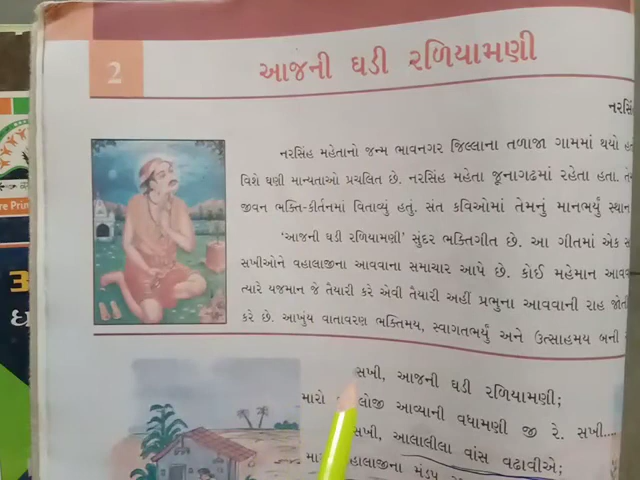 2
આજની ઘડી રળિયામણી
નરસિં
નરસિંહ મહેતાનો જન્મ ભાવનગર જિલ્લાના તળાજા ગામમાં થયો
વિશે ઘણી માન્યતાઓ પ્રચલિત છે. નરસિંહ મહેતા જૂનાગઢમાં રહેતા હતા.
જીવન ભક્તિ-કીર્તનમાં વિતાવ્યું હતું. સંત કવિઓમાં તેમનું માનભર્યું સ્થાન
'આજની ઘડી રળિયામણી' સુંદર ભક્તિગીત છે. આ ગીતમાં એક
સખીઓને વહાલાજીના આવવાના સમાચાર આપે છે. કોઈ મહેમાન
ત્યારે યજમાન જે તૈયારી કરે એવી તૈયારી અહીં પ્રભુના આવવાની રાહ જોતી
કરે છે. આખુંય વાતાવરણ ભક્તિમય, સ્વાગતભર્યું અને ઉત્સાહમય બની
સખી, આજની ઘડી રળિયામણી;
મારો લોજી આવ્યાની વધામણી જી રે. સખી....
સખી, આલાલીલા વાંસ વઢાવીએ;
હાલાજીના મંડપ
re Prim